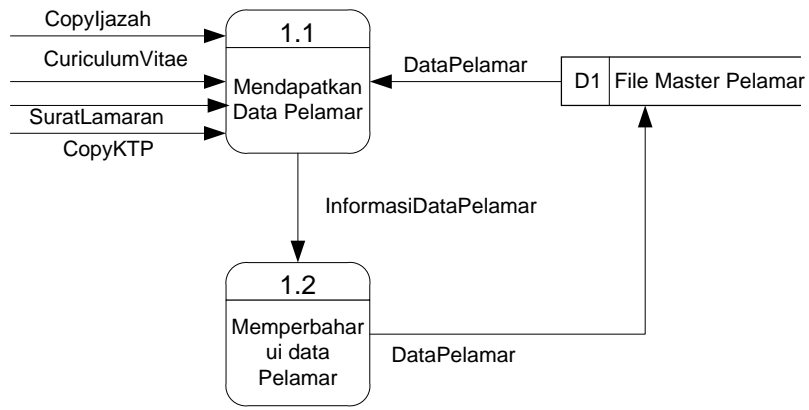 CopyIjazah
CuriculumVitae
SuratLamaran
CopyKTP
1.1
Mendapatkan
Data Pelamar
DataPelamar
D1 File Master Pelamar
InformasiDataPelamar
1.2
Memperbahar
ui data
Pelamar
DataPelamar